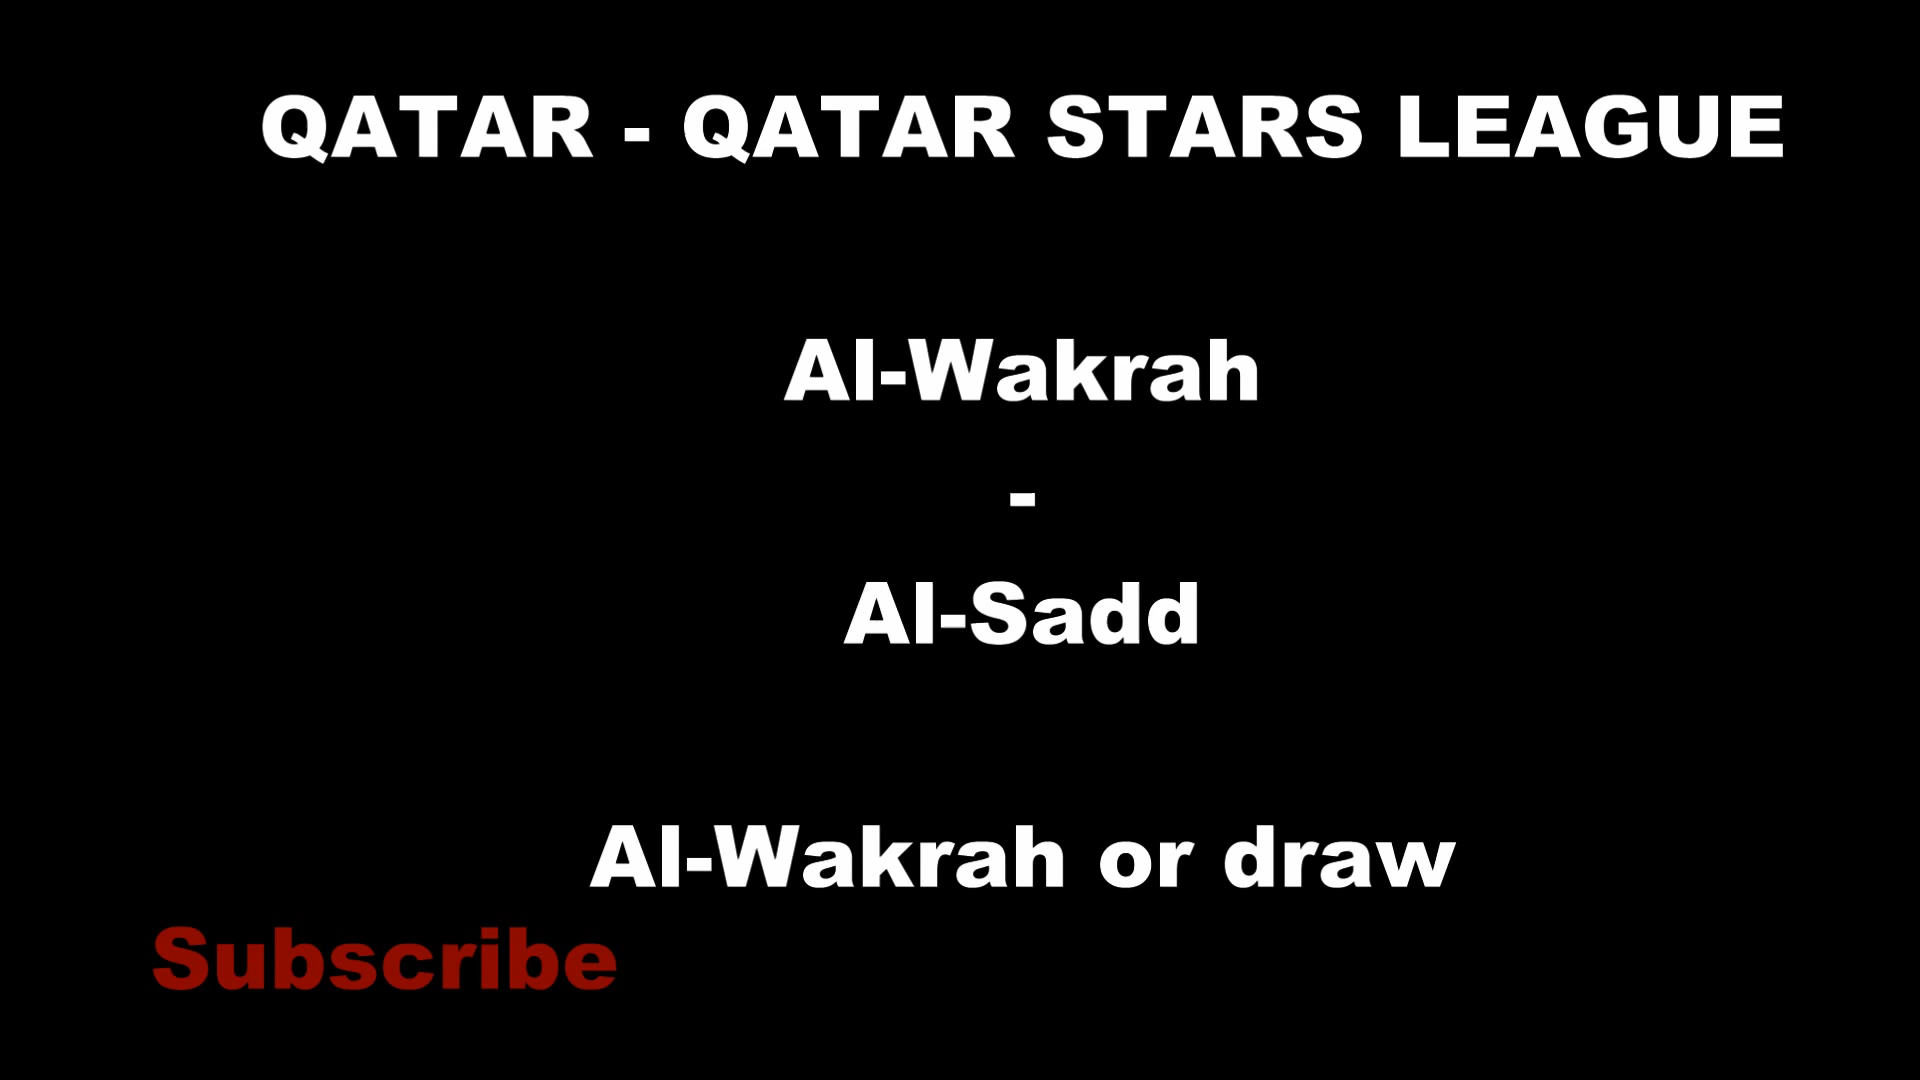 QATAR - QATAR STARS LEAGUE
Al-Wakrah
-
Al-Sadd
Al-Wakrah or draw
Subscribe